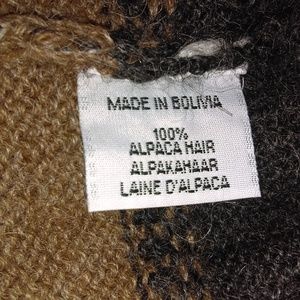 MADE IN BOLIVIA
100%
ALPACA HAIR
ALPAKAHAAR
LAINE D'ALPACA